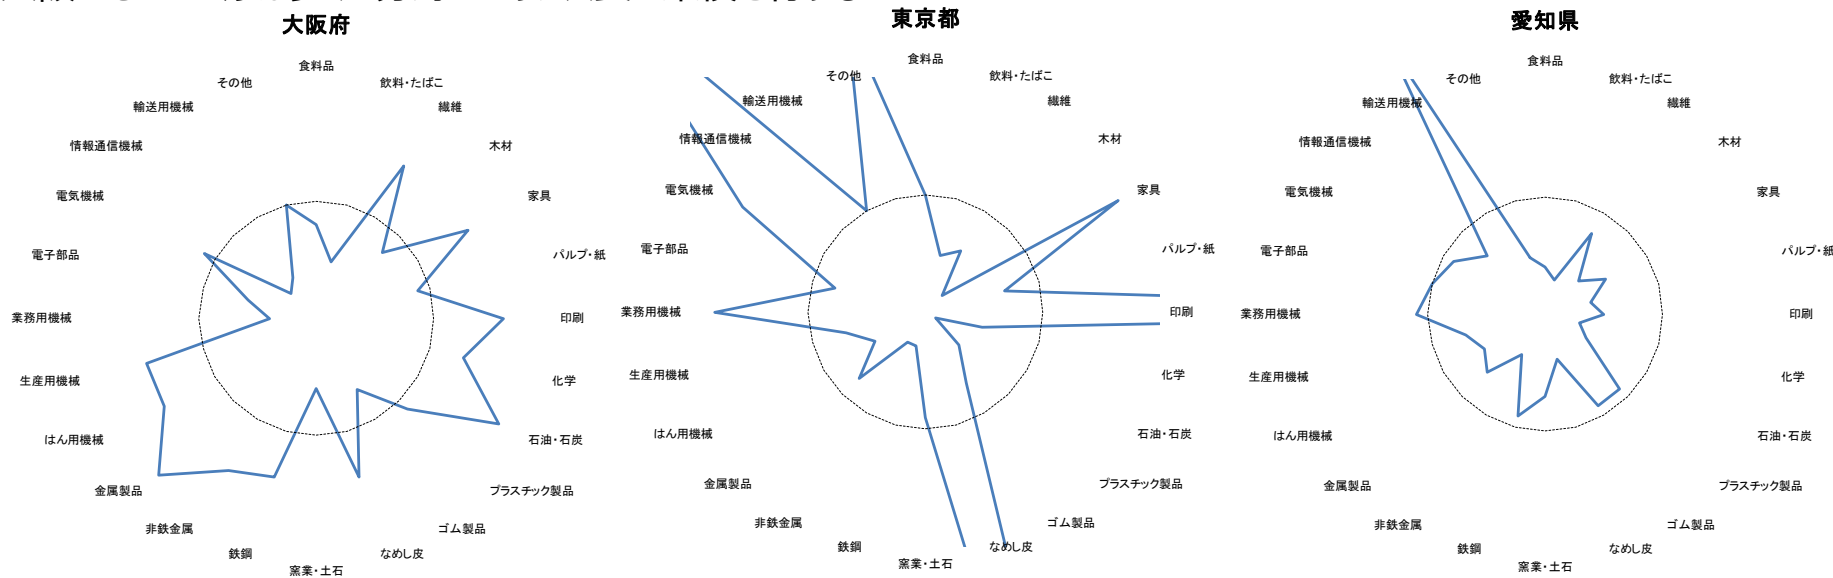 大阪府
食料品
飲料・たばこ
繊維
木材
家具
パルプ・紙
印刷
化学
石油・石炭
プラスチック製品
ゴム製品
なめし皮
窯業・土石
鉄鋼
非鉄金属
金属製品
はん用機械
生産用機械
業務用機械
電子部品
電気機械
情報通信機械
輸送用機械
その他
東京都
食料品
飲料・たばこ
繊維
木材
家具
パルプ・紙
印刷
化学
石油・石炭
プラスチック製品
ゴム製品
なめし皮
窯業・土石
鉄鋼
非鉄金属
金属製品
はん用機械
生産用機械
業務用機械
電子部品
電気機械
情報通信機械
輸送用機械
その他
愛知県
食料品
飲料・たばこ
繊維
木材
家具
パルプ・紙
印刷
化学
石油・石炭
プラスチック製品
ゴム製品
なめし皮
窯業・土石
鉄鋼
非鉄金属
金属製品
はん用機械
生産用機械
業務用機械
電子部品
電気機械
情報通信機械
輸送用機械
その他